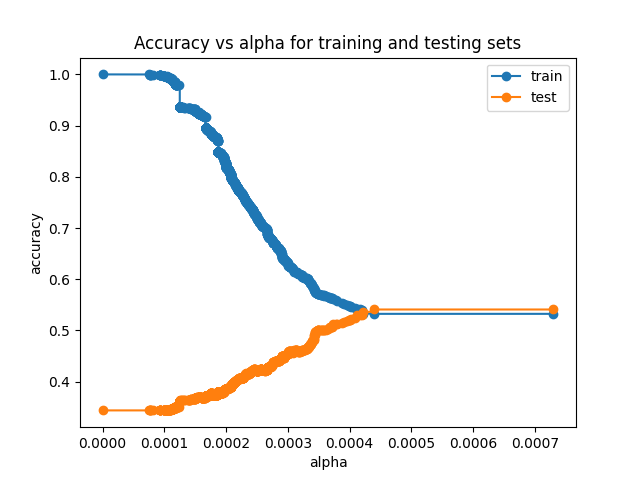 Accuracy vs alpha for training and testing sets
train
test
1.0
0.9
0.8
0.7
0.6
0.5
0.4
accuracy
0.0000 0.0001 0.0002 0.0003 0.0004 0.0005 0.0006 0.0007
alpha